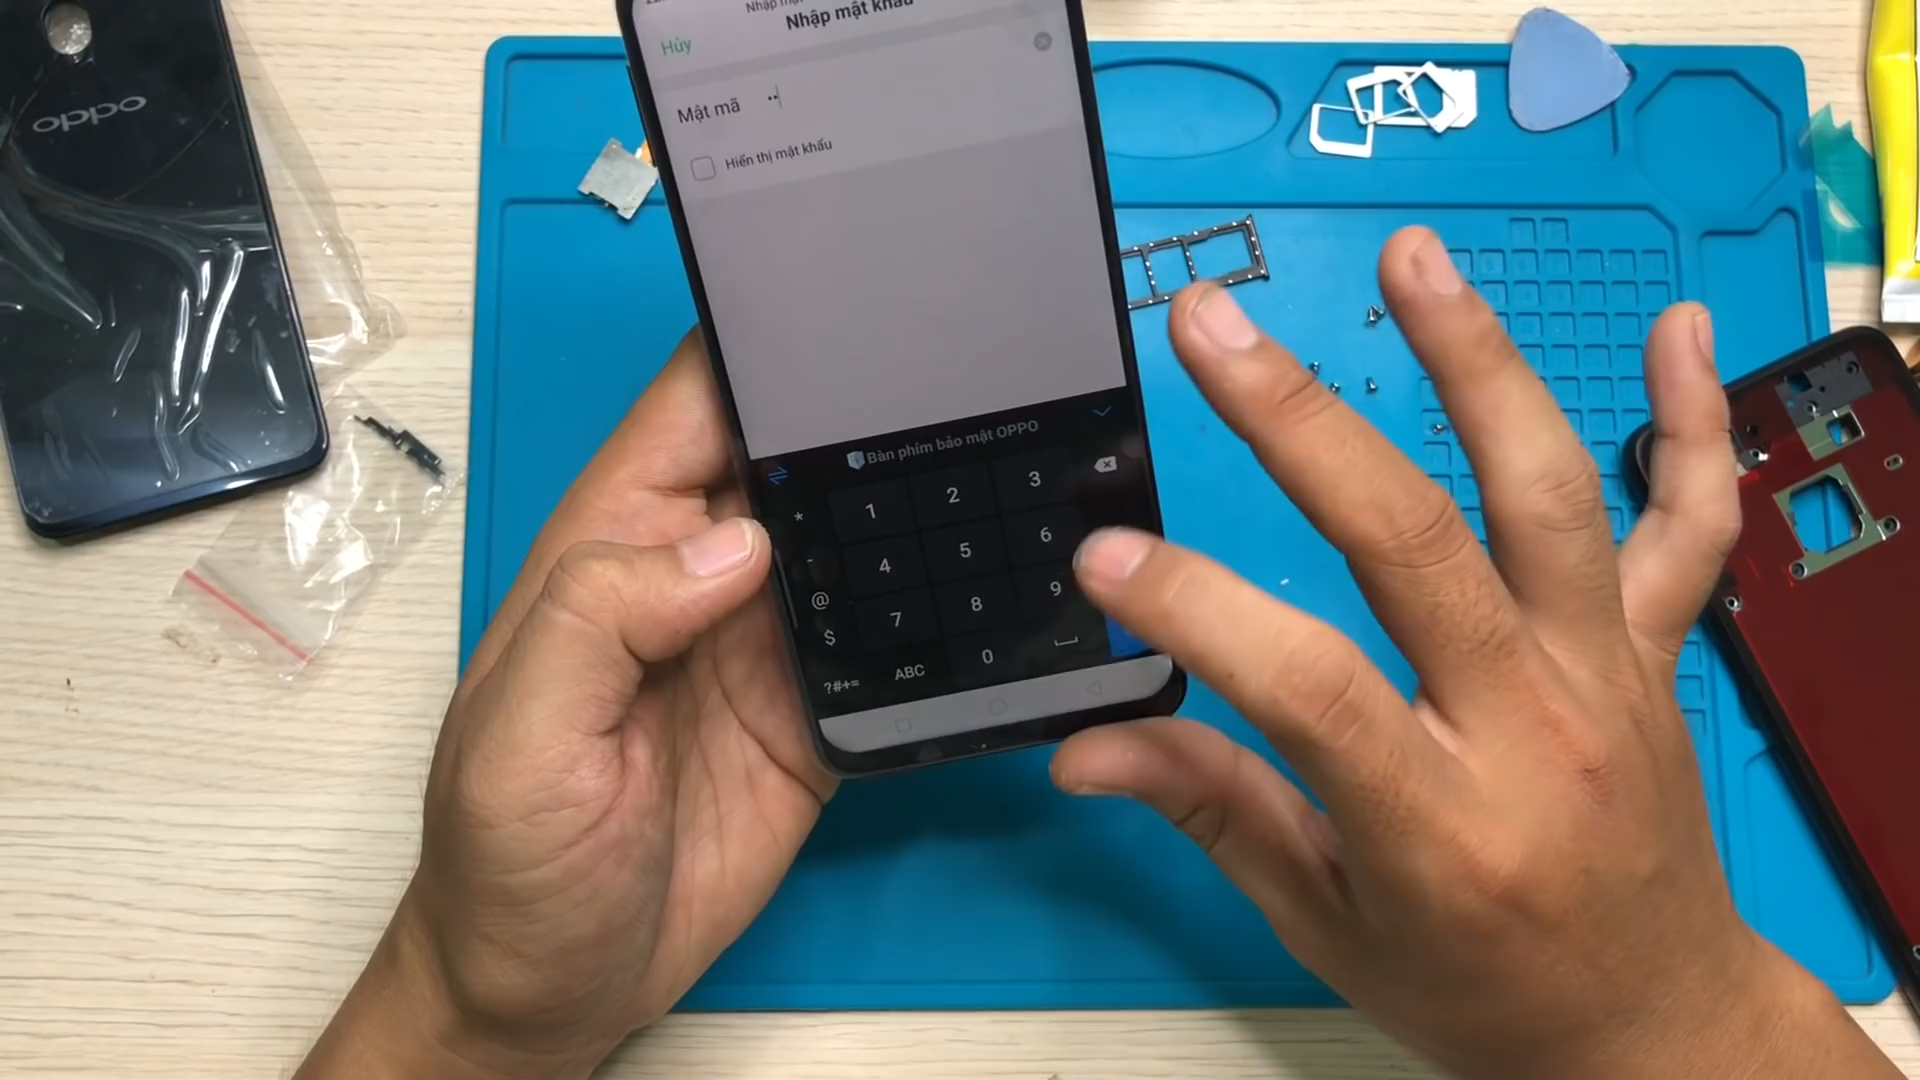 oppo
Nhập mật khẩu
Hủy
Mật mã ··
Hiển thị mật khẩu
Bàn phím bảo mật OPPO
* 1 2 3
- 4 5 6
@ 7 8 9
$
?#+= ABC 0